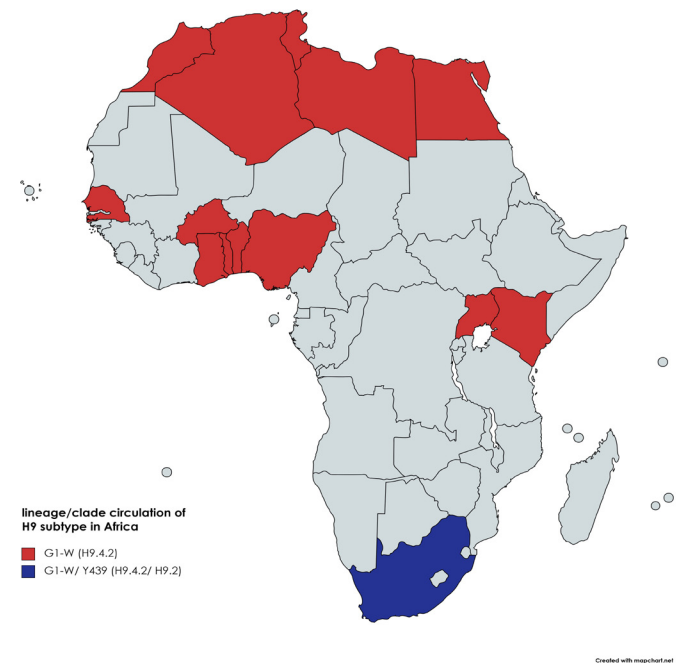 lineage/clade circulation of
H9 subtype in Africa
G1-W (H9.4.2)
G1-W/ Y439 (H9.4.2/ H9.2)
Created with mapchart.net